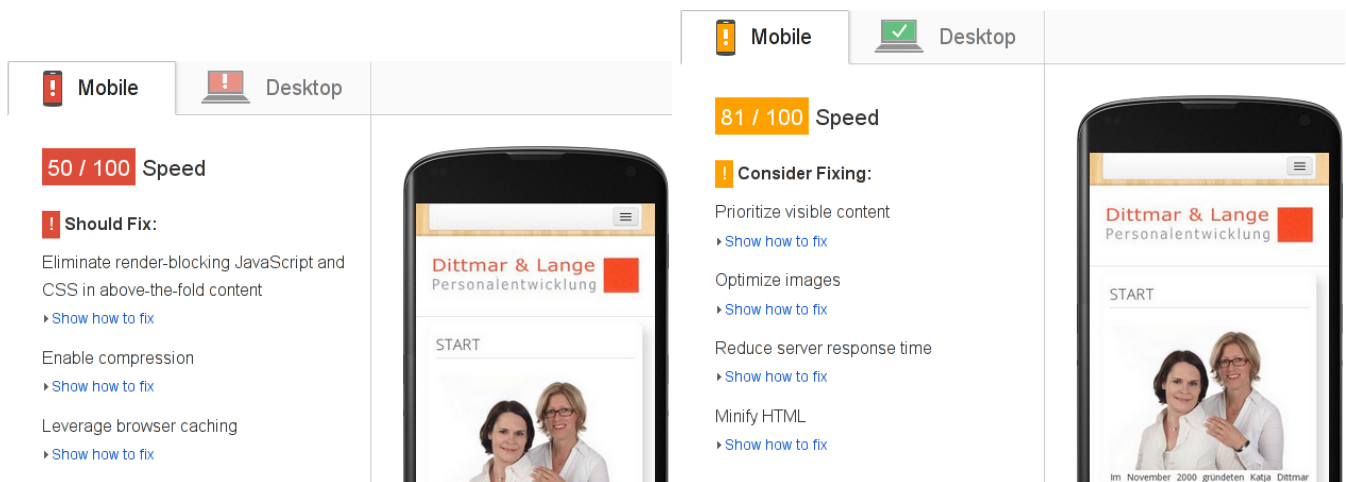 Mobile
Desktop
50 / 100 Speed
! Should Fix:
Eliminate render-blocking JavaScript and
CSS in above-the-fold content
Show how to fix
Enable compression
Show how to fix
Leverage browser caching
Show how to fix
Dittmar & Lange
Personalentwicklung
START
Mobile
Desktop
81 / 100 Speed
! Consider Fixing:
Prioritize visible content
Show how to fix
Optimize images
Show how to fix
Reduce server response time
Show how to fix
Minify HTML
Show how to fix
Dittmar & Lange
Personalentwicklung
START
Im November 2000 gründeten Katja Dittmar